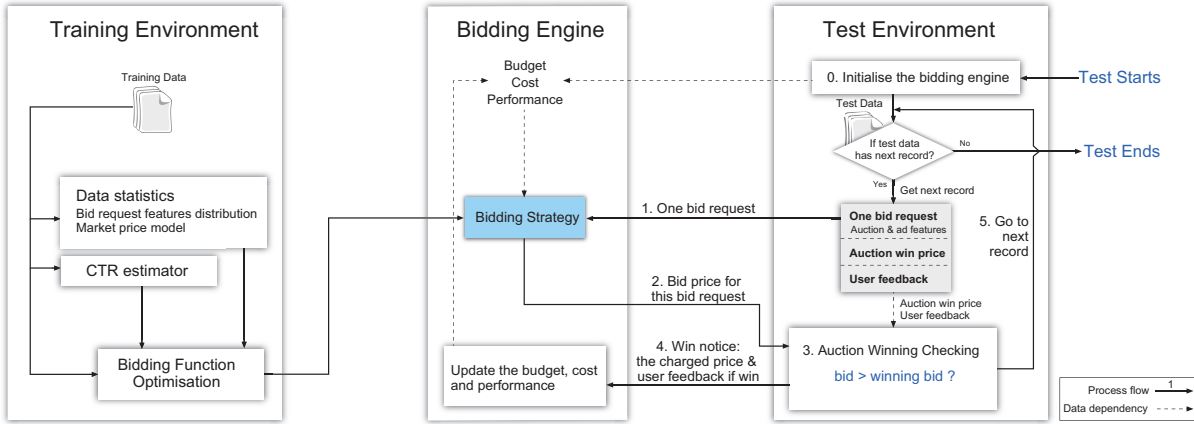 Training Environment
Training Data
Data statistics
Bid request features distribution
Market price model
CTR estimator
Bidding Function
Optimisation
Bidding Engine
Budget
Cost
Performance
Bidding Strategy
Update the budget, cost
and performance
1. One bid request
2. Bid price for
this bid request
4. Win notice:
the charged price &
user feedback if win
Test Environment
0. Initialise the bidding engine
Test Starts
Test Data
If test data
has next record?
No
Test Ends
Yes
Get next record
One bid request
Auction & ad features
Auction win price
User feedback
5. Go to
next
record
Auction win price
User feedback
3. Auction Winning Checking
bid > winning bid ?
1
Process flow
Data dependency